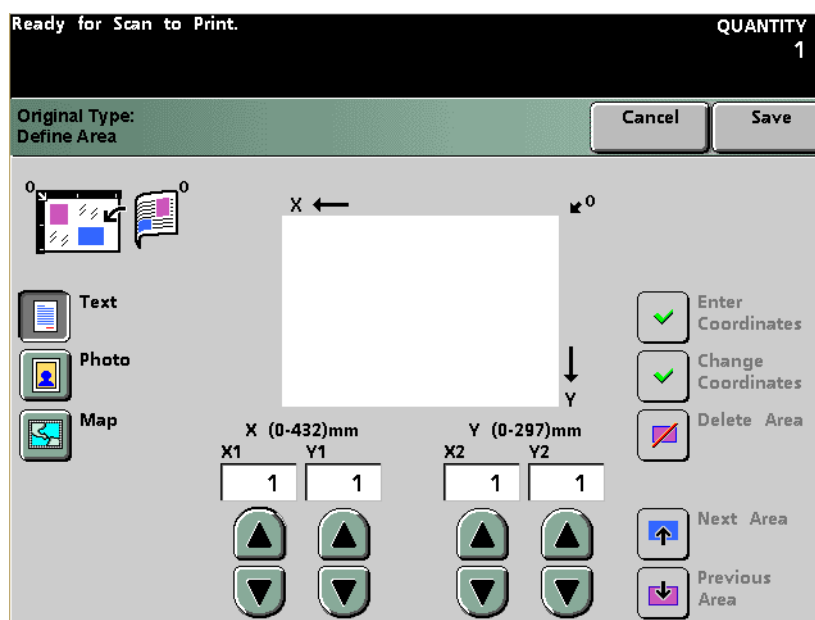 Ready for Scan to Print.
QUANTITY
1
Original Type:
Define Area
Cancel
Save
0
0
X
0
Text
Photo
Map
Y
Enter
Coordinates
Change
Coordinates
Delete Area
X (0-432)mm
Y (0-297)mm
X1
Y1
X2
Y2
1
1
1
1
Next Area
Previous
Area